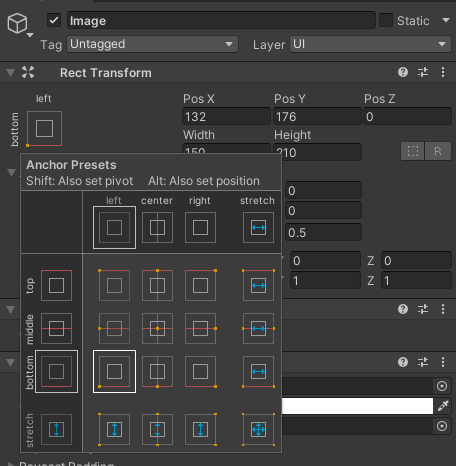 Image
Static
Tag Untagged Layer UI
Rect Transform
left
bottom
Pos X Pos Y Pos Z
132 176 0
Width Height
150 210
R
Anchor Presets
Shift: Also set pivot Alt: Also set position
left center right stretch
top
middle
bottom
stretch
0
0
0.5
0 Z 0
1 Z 1